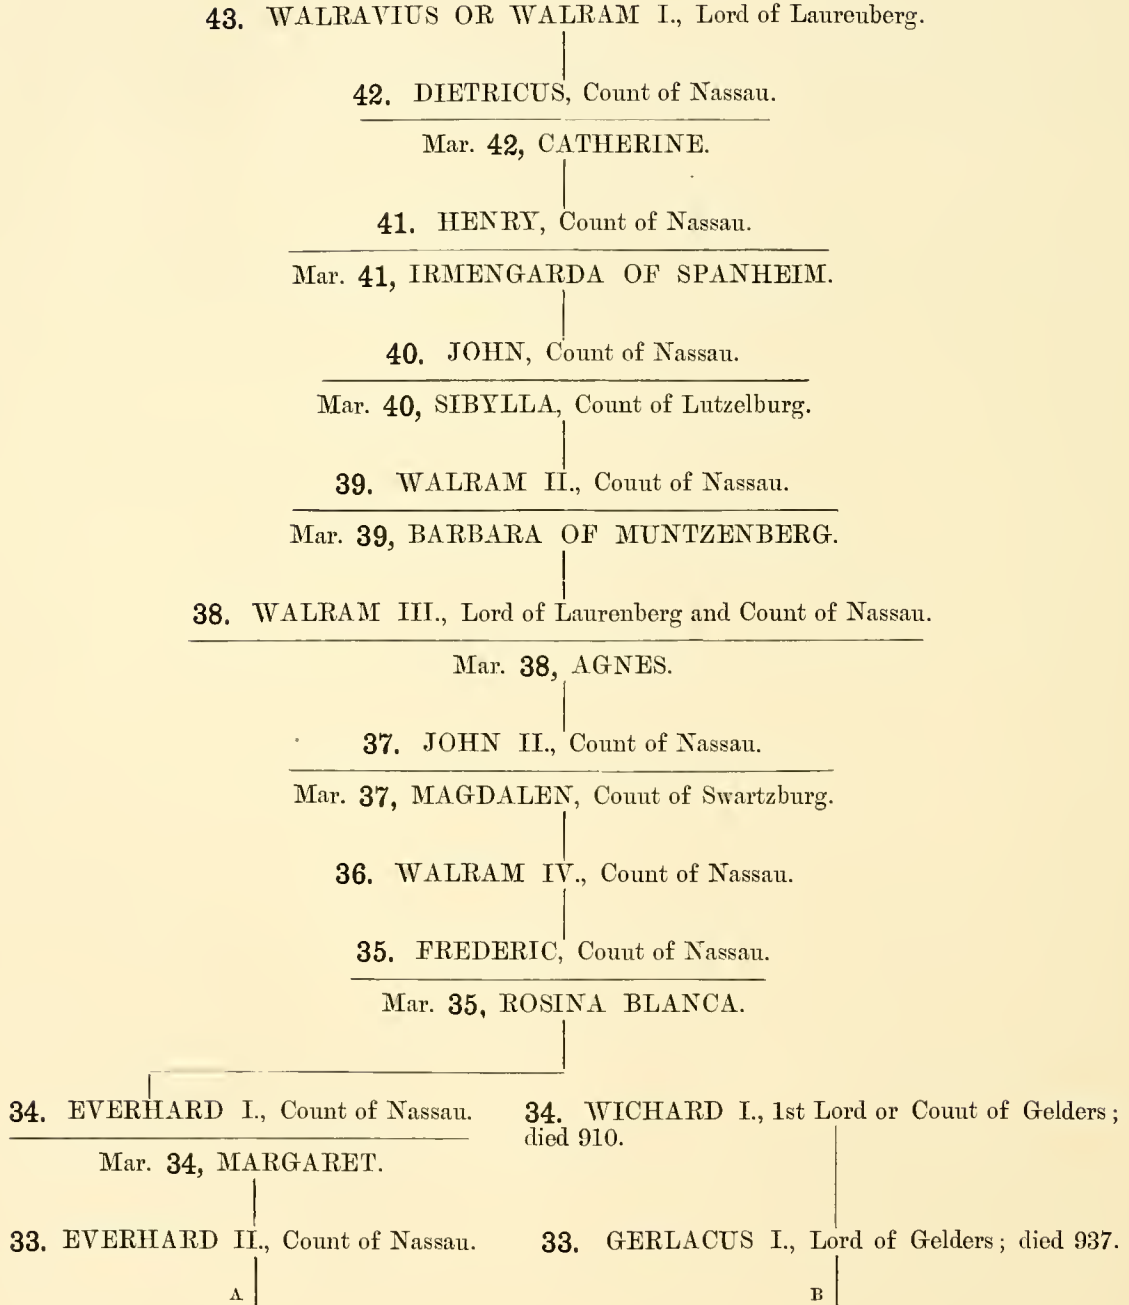 43. WALRAVIUS OR WALRAM I., Lord of Laurenberg.
42. DIETRICUS, Count of Nassau.
Mar. 42, CATHERINE.
41. HENRY, Count of Nassau.
Mar. 41, IRMENGARDA OF SPANHEIM.
40. JOHN, Count of Nassau.
Mar. 40, SIBYLLA, Count of Lutzelburg.
39. WALRAM II., Count of Nassau.
Mar. 39, BARBARA OF MUNTZENBERG.
38. WALRAM III., Lord of Laurenberg and Count of Nassau.
Mar. 38, AGNES.
37. JOHN II., Count of Nassau.
Mar. 37, MAGDALEN, Count of Swartzburg.
36. WALRAM IV., Count of Nassau.
35. FREDERIC, Count of Nassau.
Mar. 35, ROSINA BLANCA.
34. EVERHARD I., Count of Nassau.
Mar. 34, MARGARET.
34. WICHARD I., 1st Lord or Count of Gelders;
died 910.
33. EVERHARD II., Count of Nassau.
33. GERLACUS I., Lord of Gelders; died 937.
A
B